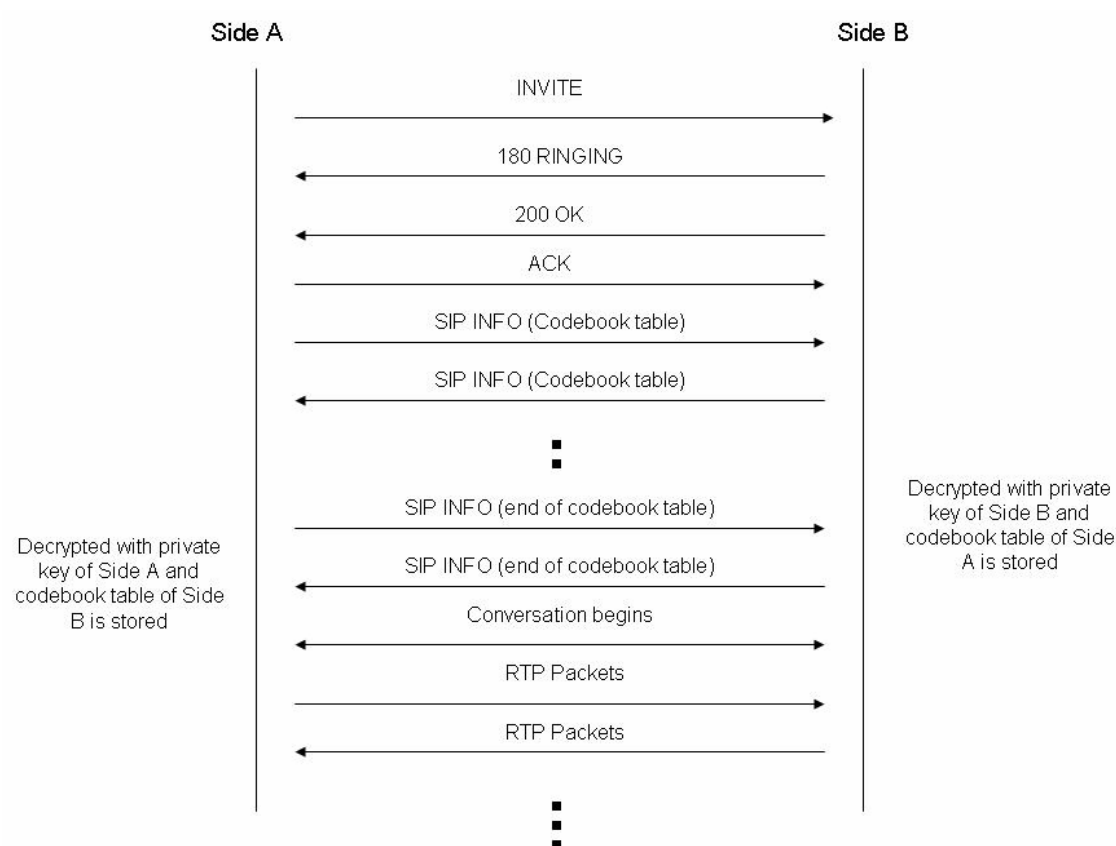 Side A
Side B
INVITE
180 RINGING
200 OK
ACK
SIP INFO (Codebook table)
SIP INFO (Codebook table)
SIP INFO (end of codebook table)
Decrypted with private
key of Side B and
codebook table of Side
A is stored
Decrypted with private
key of Side A and
codebook table of Side
B is stored
SIP INFO (end of codebook table)
Conversation begins
RTP Packets
RTP Packets